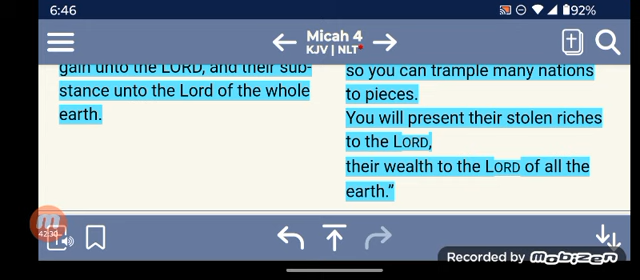 6:46
92%
Micah 4
KJV | NLT
gain unto the LORD, and their sub-
stance unto the Lord of the whole
earth.
so you can trample many nations
to pieces.
You will present their stolen riches
to the LORD,
their wealth to the LORD of all the
earth.”
42:30
Recorded by mobizen